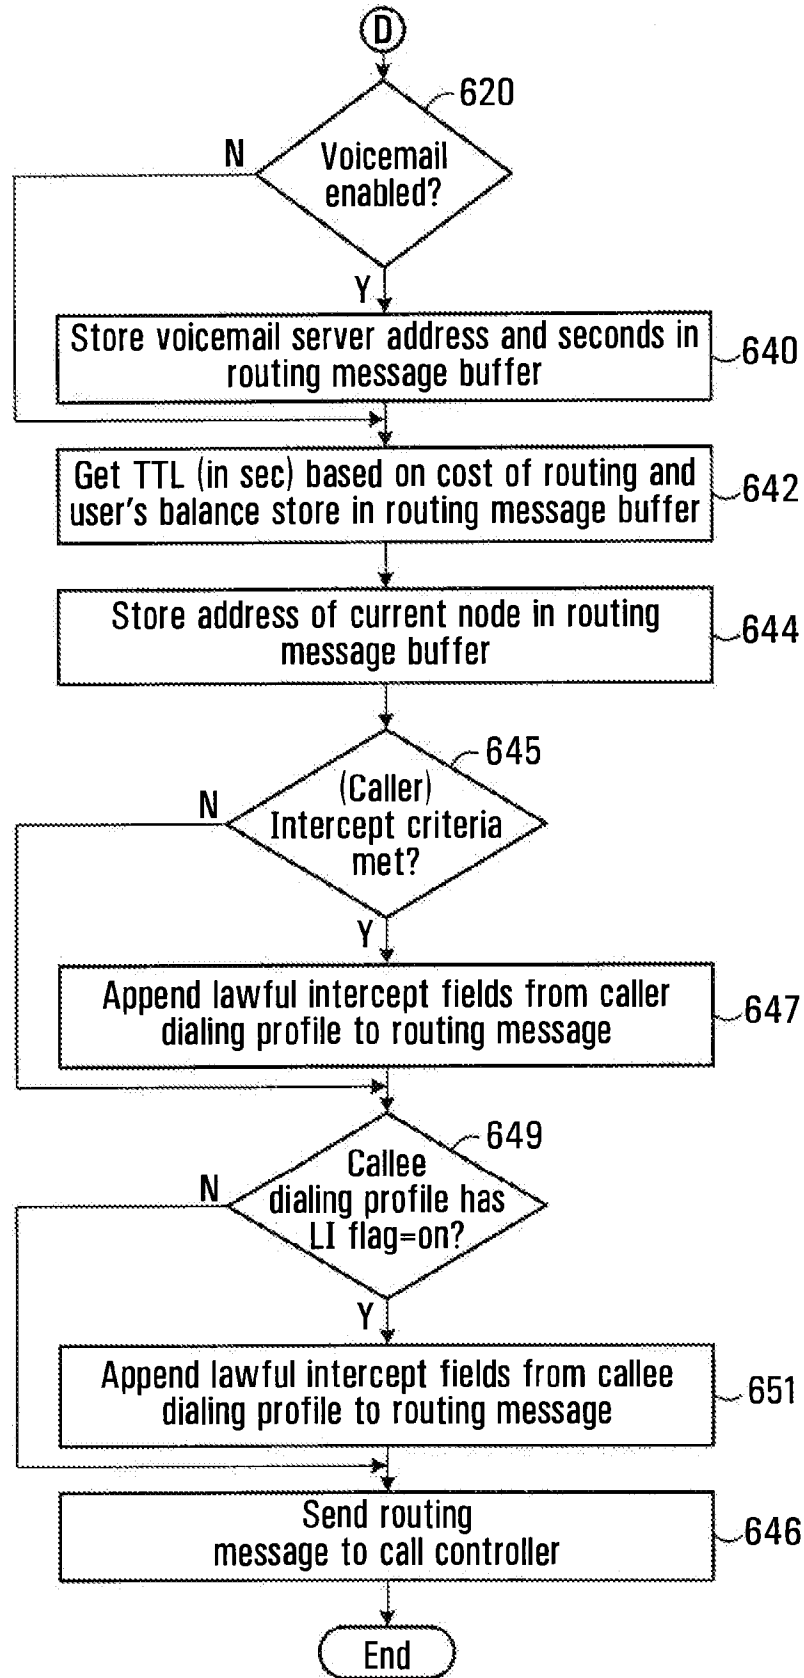 D
620
N
Voicemail
enabled?
Y
Store voicemail server address and seconds in
routing message buffer
640
Get TTL (in sec) based on cost of routing and
user's balance store in routing message buffer
642
Store address of current node in routing
message buffer
644
645
N
(Caller)
Intercept criteria
met?
Y
Append lawful intercept fields from caller
dialing profile to routing message
647
649
N
Callee
dialing profile has
LI flag=on?
Y
Append lawful intercept fields from callee
dialing profile to routing message
651
Send routing
message to call controller
646
End